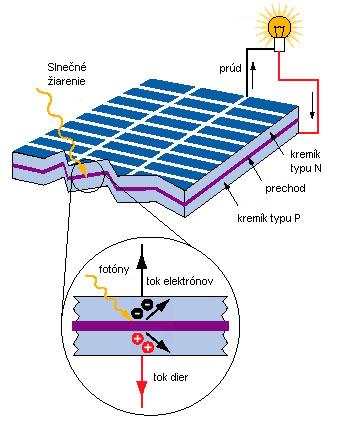 Slnečné
žiarenie
prúd
kremík
typu N
prechod
kremík typu P
fotóny
tok elektrónov
tok dier